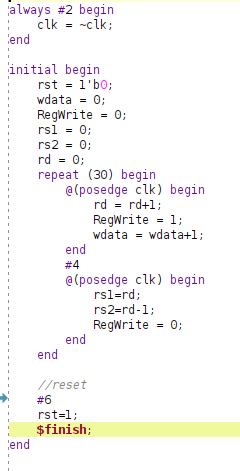 always #2 begin
    clk = ~clk;
end

initial begin
    rst = 1'b0;
    wdata = 0;
    RegWrite = 0;
    rs1 = 0;
    rs2 = 0;
    rd = 0;
    repeat (30) begin
        @(posedge clk) begin
            rd = rd+1;
            RegWrite = 1;
            wdata = wdata+1;
        end
        #4
        @(posedge clk) begin
            rs1=rd;
            rs2=rd-1;
            RegWrite = 0;
        end
    end

    //reset
    #6
    rst=1;
    $finish;
end